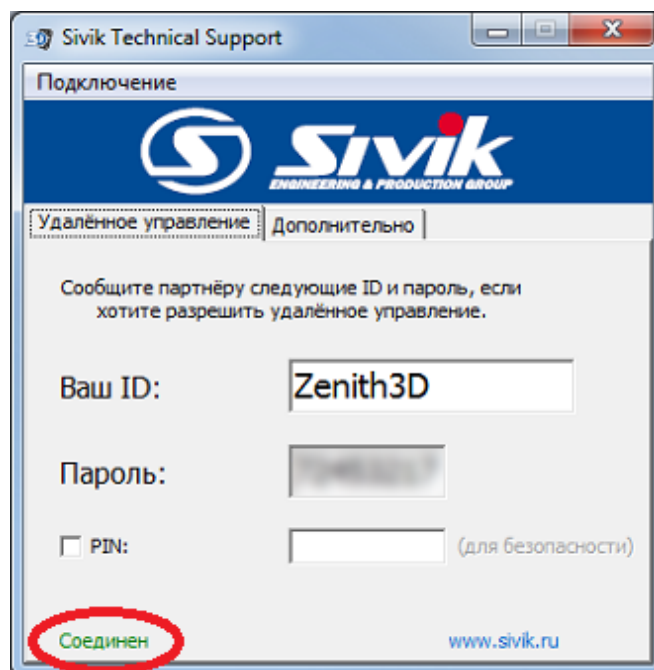 Sivik Technical Support
Подключение
Sivik
ENGINEERING & PRODUCTION GROUP
Удалённое управление Дополнительно
Сообщите партнёру следующие ID и пароль, если
хотите разрешить удалённое управление.
Ваш ID: Zenith3D
Пароль:
PIN: (для безопасности)
Соединен www.sivik.ru